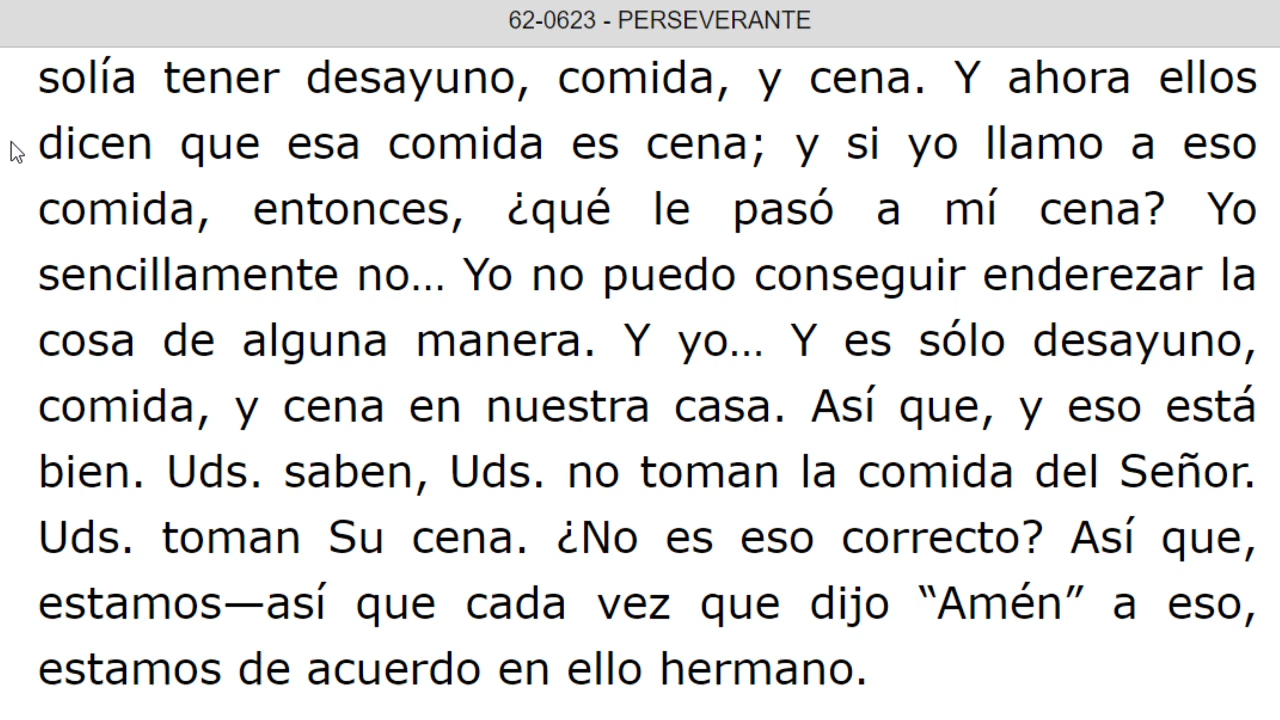 62-0623 - PERSEVERANTE
solía tener desayuno, comida, y cena. Y ahora ellos
dicen que esa comida es cena; y si yo llamo a eso
comida, entonces, ¿qué le pasó a mí cena? Yo
sencillamente no… Yo no puedo conseguir enderezar la
cosa de alguna manera. Y yo… Y es sólo desayuno,
comida, y cena en nuestra casa. Así que, y eso está
bien. Uds. saben, Uds. no toman la comida del Señor.
Uds. toman Su cena. ¿No es eso correcto? Así que,
estamos—así que cada vez que dijo “Amén” a eso,
estamos de acuerdo en ello hermano.